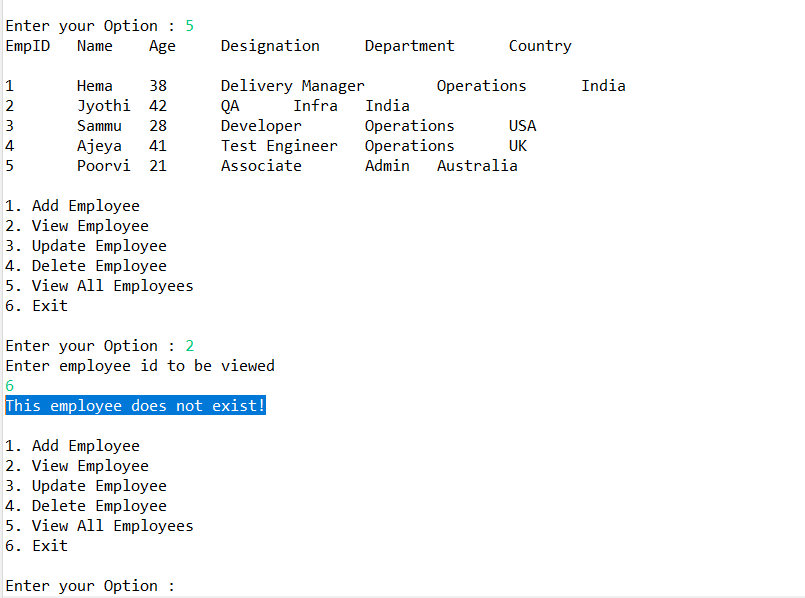 Enter your Option : 5
EmpID Name Age Designation Department Country
1 Hema 38 Delivery Manager Operations India
2 Jyothi 42 QA Infra India
3 Sammu 28 Developer Operations USA
4 Ajeya 41 Test Engineer Operations UK
5 Poorvi 21 Associate Admin Australia
1. Add Employee
2. View Employee
3. Update Employee
4. Delete Employee
5. View All Employees
6. Exit
Enter your Option : 2
Enter employee id to be viewed
6
This employee does not exist!
1. Add Employee
2. View Employee
3. Update Employee
4. Delete Employee
5. View All Employees
6. Exit
Enter your Option :